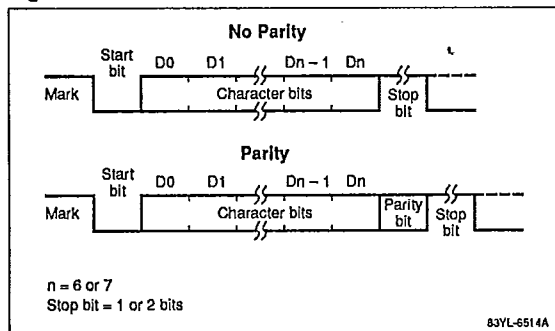 No Parity
Start bit
D0 D1 Dn – 1 Dn
Mark
Character bits
Stop bit
Parity
Start bit
D0 D1 Dn – 1 Dn
Mark
Character bits
Parity bit
Stop bit
n = 6 or 7
Stop bit = 1 or 2 bits
83YL-6514A